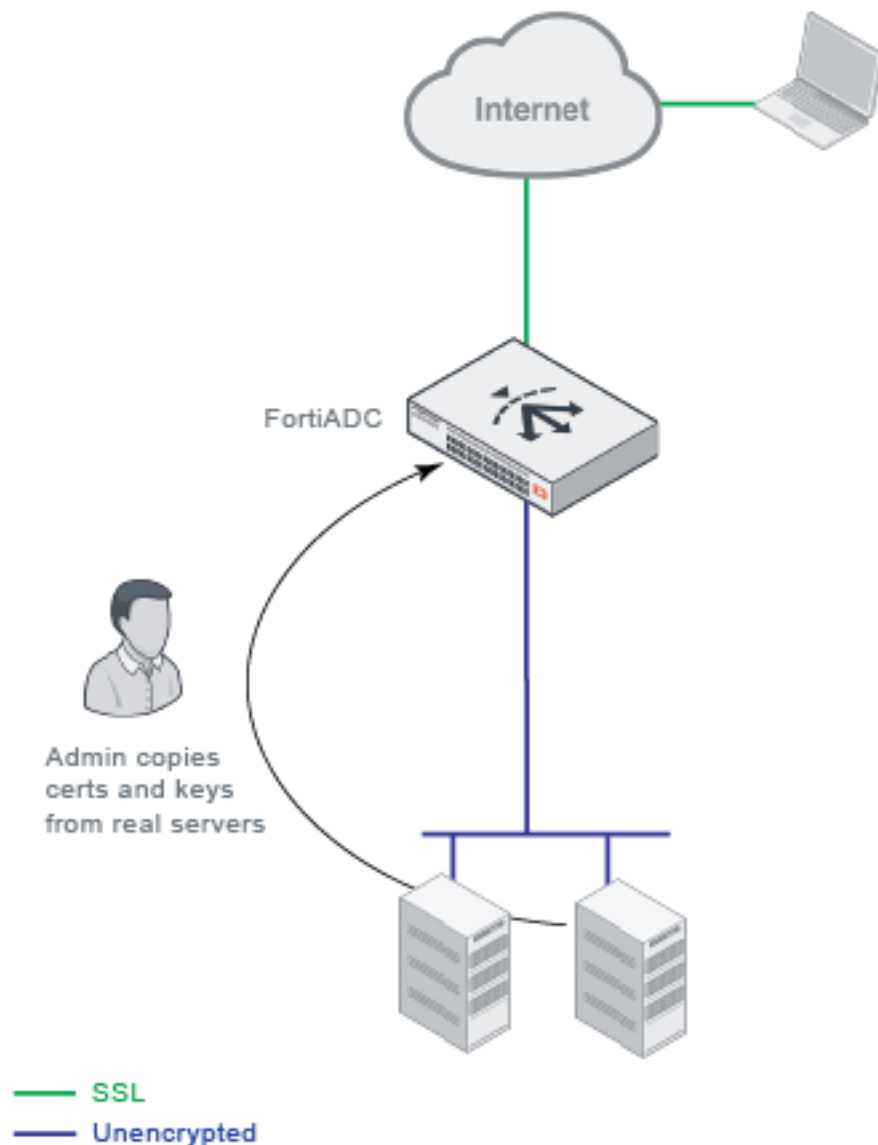 Internet
FortiADC
Admin copies
certs and keys
from real servers
SSL
Unencrypted